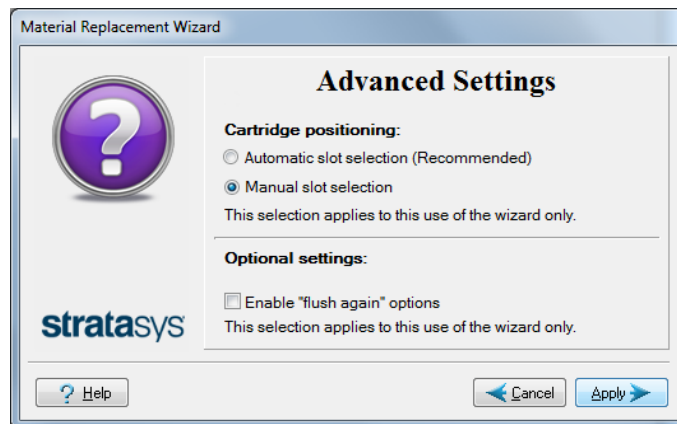 Material Replacement Wizard
Advanced Settings
Cartridge positioning:
Automatic slot selection (Recommended)
Manual slot selection
This selection applies to this use of the wizard only.
Optional settings:
Enable "flush again" options
This selection applies to this use of the wizard only.
stratasys
? Help
Cancel
Apply